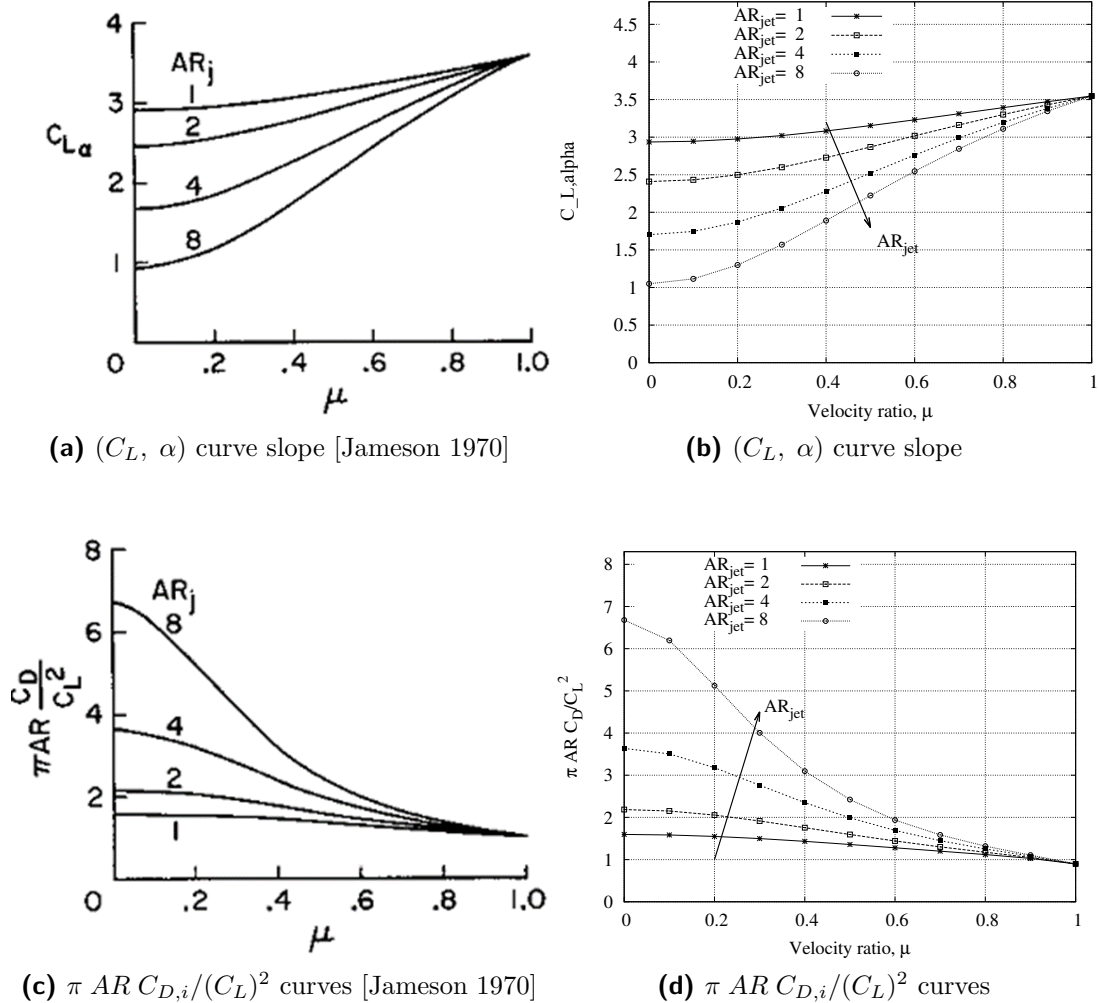 4
3
2
1
0
C_Lα
AR_j
1
2
4
8
.2
.4
.6
.8
1.0
μ
(a) (C_L, α) curve slope [Jameson 1970]
AR_jet= 1
AR_jet= 2
AR_jet= 4
AR_jet= 8
4.5
4
3.5
3
2.5
2
1.5
1
0.5
0
C_L,alpha
AR_jet
0
0.2
0.4
0.6
0.8
1
Velocity ratio, μ
(b) (C_L, α) curve slope
8
6
4
2
0
πAR C_D/C_L^2
AR_j
8
4
2
1
.2
.4
.6
.8
1.0
μ
(c) π AR C_D,i/(C_L)^2 curves [Jameson 1970]
AR_jet= 1
AR_jet= 2
AR_jet= 4
AR_jet= 8
8
7
6
5
4
3
2
1
0
π AR C_D/C_L^2
AR_jet
0
0.2
0.4
0.6
0.8
1
Velocity ratio, μ
(d) π AR C_D,i/(C_L)^2 curves